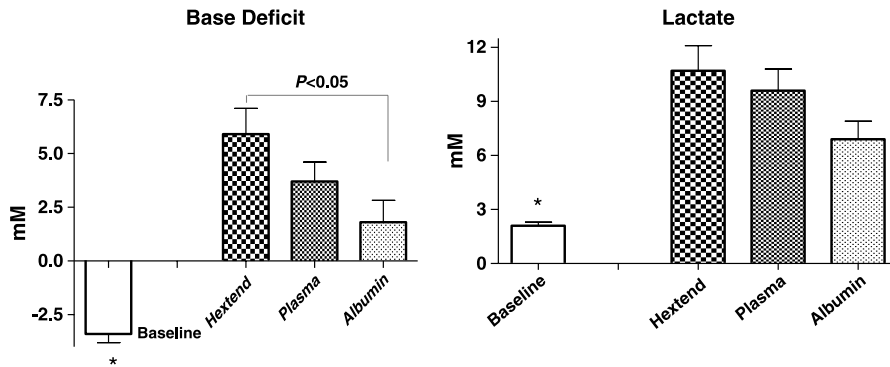 Base Deficit
P<0.05
7.5
5.0
2.5
0.0
-2.5
mM
Baseline
*
Hextend
Plasma
Albumin
Lactate
12
9
6
3
0
mM
*
Baseline
Hextend
Plasma
Albumin